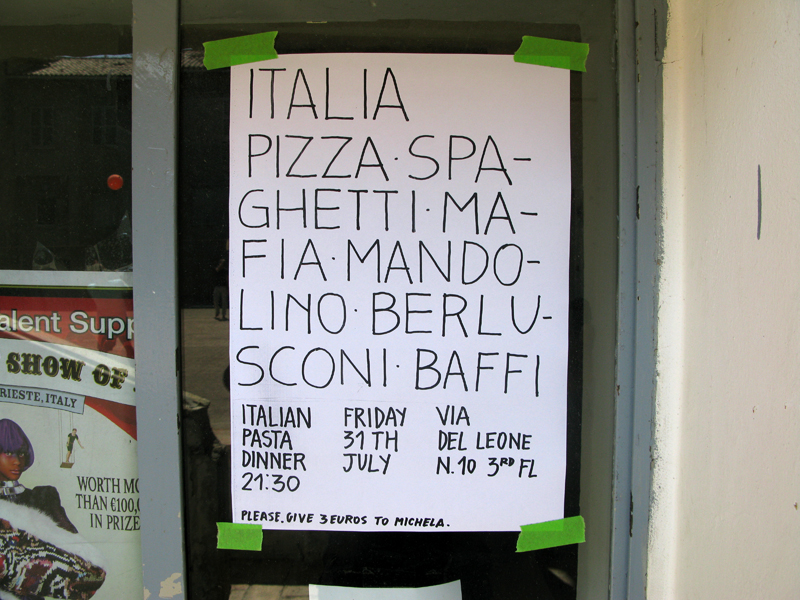 ITALIA
PIZZA·SPA-
GHETTI·MA-
FIA·MANDO-
LINO·BERLU-
SCONI·BAFFI
ITALIAN PASTA DINNER 21:30
FRIDAY 31TH JULY
VIA DEL LEONE N.10 3RD FL
PLEASE, GIVE 3 EUROS TO MICHELA.
alent Supp
SHOW OF
RIESTE, ITALY
WORTH MO
THAN €100,
IN PRIZE